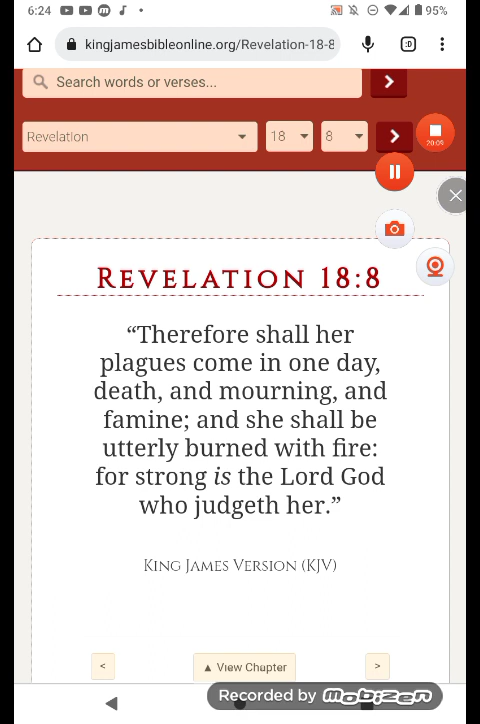 6:24
95%
kingjamesbibleonline.org/Revelation-18-8
:D
Search words or verses...
Revelation
18
8
20:09
REVELATION 18:8
“Therefore shall her
plagues come in one day,
death, and mourning, and
famine; and she shall be
utterly burned with fire:
for strong is the Lord God
who judgeth her.”
KING JAMES VERSION (KJV)
<
▲ View Chapter
>
Recorded by mobizen